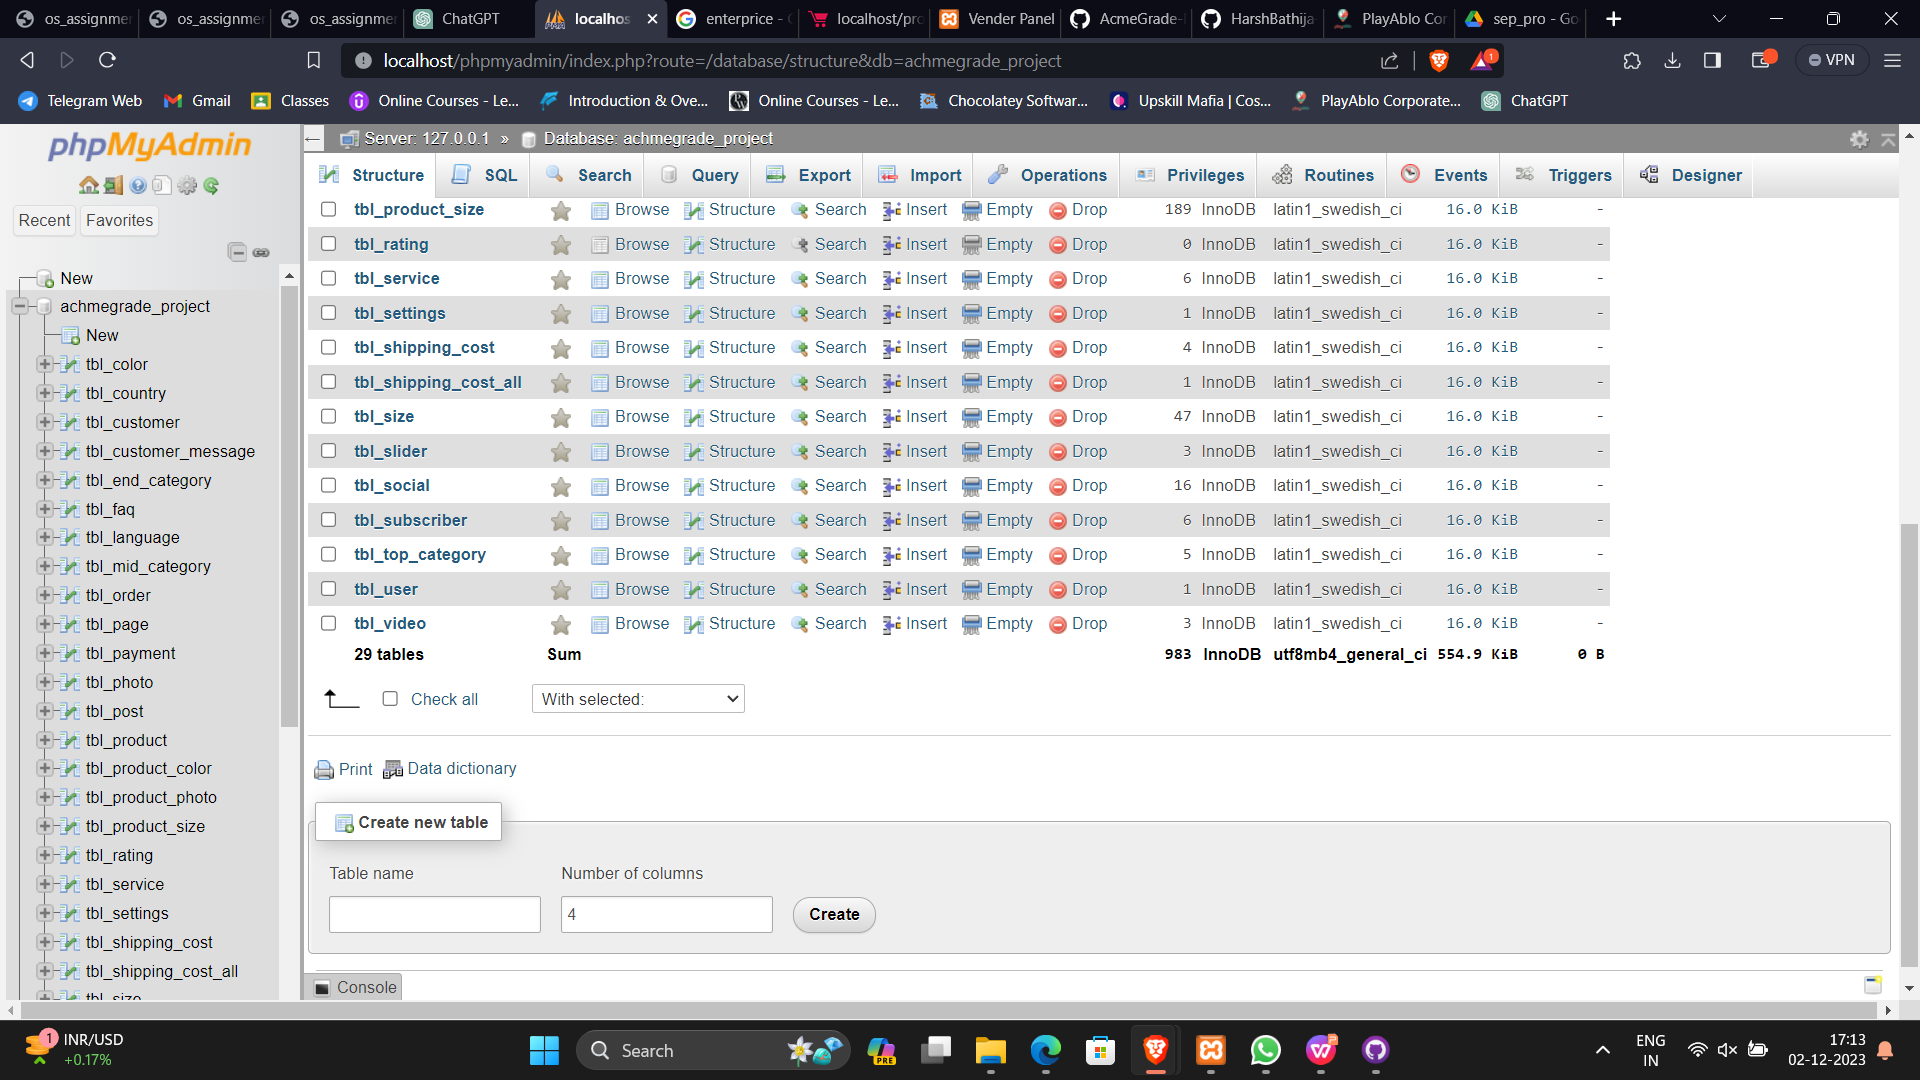 os_assignmen os_assignmen os_assignmen ChatGPT localhos enterprice - G localhost/pro Vender Panel AcmeGrade- HarshBathija PlayAblo Cor sep_pro - Go
localhost/phpmyadmin/index.php?route=/database/structure&db=achmegrade_project 1 VPN
Telegram Web Gmail Classes Online Courses - Le... Introduction & Ove... Online Courses - Le... Chocolatey Softwar... Upskill Mafia | Cos... PlayAblo Corporate... ChatGPT
phpMyAdmin
Recent Favorites
New
achmegrade_project
New
tbl_color
tbl_country
tbl_customer
tbl_customer_message
tbl_end_category
tbl_faq
tbl_language
tbl_mid_category
tbl_order
tbl_page
tbl_payment
tbl_photo
tbl_post
tbl_product
tbl_product_color
tbl_product_photo
tbl_product_size
tbl_rating
tbl_service
tbl_settings
tbl_shipping_cost
tbl_shipping_cost_all
tbl_size
Server: 127.0.0.1 » Database: achmegrade_project
Structure SQL Search Query Export Import Operations Privileges Routines Events Triggers Designer
tbl_product_size Browse Structure Search Insert Empty Drop 189 InnoDB latin1_swedish_ci 16.0 KiB -
tbl_rating Browse Structure Search Insert Empty Drop 0 InnoDB latin1_swedish_ci 16.0 KiB -
tbl_service Browse Structure Search Insert Empty Drop 6 InnoDB latin1_swedish_ci 16.0 KiB -
tbl_settings Browse Structure Search Insert Empty Drop 1 InnoDB latin1_swedish_ci 16.0 KiB -
tbl_shipping_cost Browse Structure Search Insert Empty Drop 4 InnoDB latin1_swedish_ci 16.0 KiB -
tbl_shipping_cost_all Browse Structure Search Insert Empty Drop 1 InnoDB latin1_swedish_ci 16.0 KiB -
tbl_size Browse Structure Search Insert Empty Drop 47 InnoDB latin1_swedish_ci 16.0 KiB -
tbl_slider Browse Structure Search Insert Empty Drop 3 InnoDB latin1_swedish_ci 16.0 KiB -
tbl_social Browse Structure Search Insert Empty Drop 16 InnoDB latin1_swedish_ci 16.0 KiB -
tbl_subscriber Browse Structure Search Insert Empty Drop 6 InnoDB latin1_swedish_ci 16.0 KiB -
tbl_top_category Browse Structure Search Insert Empty Drop 5 InnoDB latin1_swedish_ci 16.0 KiB -
tbl_user Browse Structure Search Insert Empty Drop 1 InnoDB latin1_swedish_ci 16.0 KiB -
tbl_video Browse Structure Search Insert Empty Drop 3 InnoDB latin1_swedish_ci 16.0 KiB -
29 tables Sum 983 InnoDB utf8mb4_general_ci 554.9 KiB 0 B
Check all With selected:
Print Data dictionary
Create new table
Table name Number of columns
4 Create
Console
1 INR/USD
+0.17%
Search
PRE
ENG
IN
17:13
02-12-2023